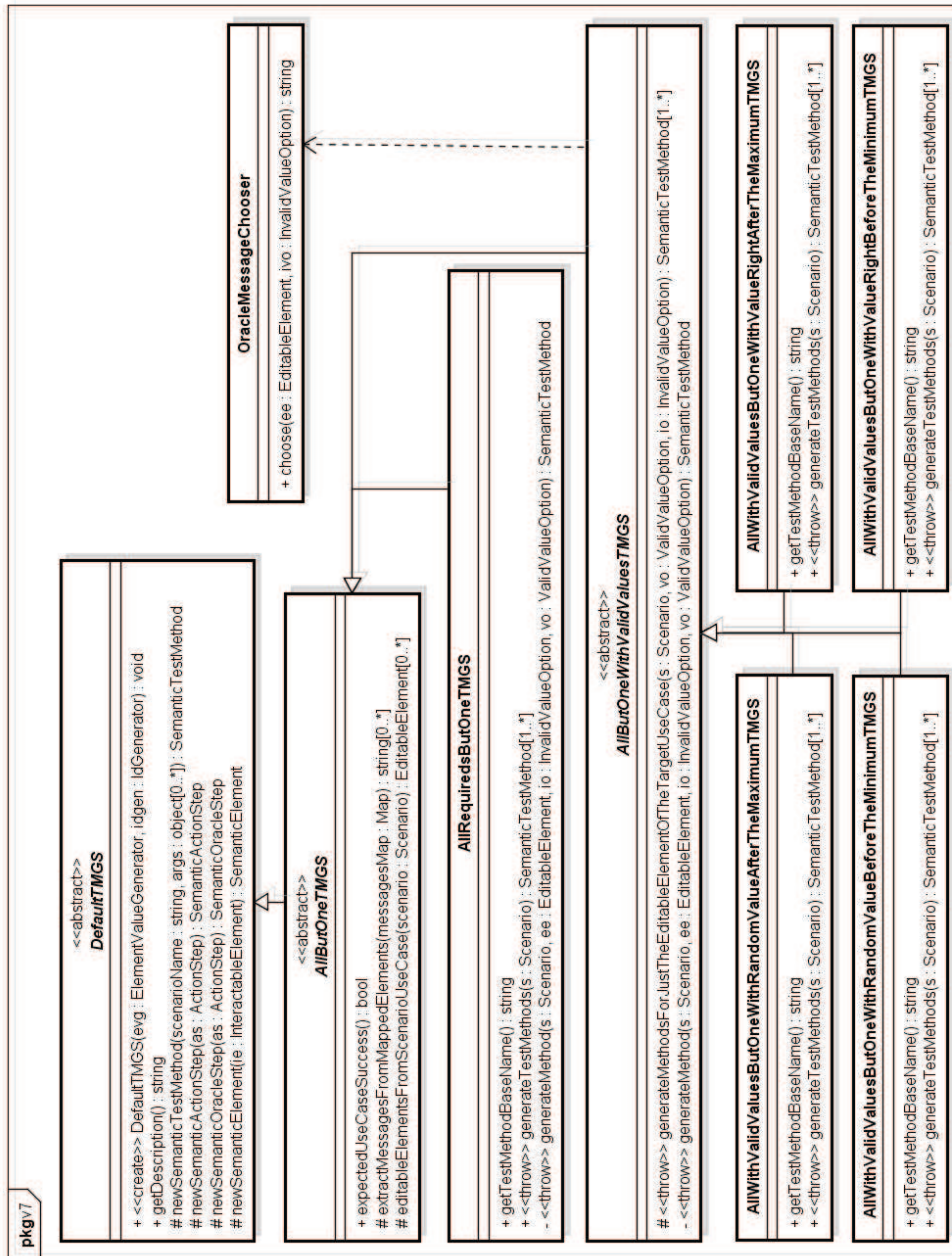 pkg v7
<<abstract>>
DefaultTMGS
+ <<create>> DefaultTMGS(evg : ElementValueGenerator, idgen : IdGenerator) : void
+ getDescription() : string
# newSemanticTestMethod(scenarioName : string, args : object[0..*]) : SemanticTestMethod
# newSemanticActionStep(as : ActionStep) : SemanticActionStep
# newSemanticOracleStep(as : ActionStep) : SemanticOracleStep
# newSemanticElement(ie : InteractableElement) : SemanticElement
OracleMessageChooser
+ choose(ee : EditableElement, ivo : InvalidValueOption) : string
<<abstract>>
AllButOneTMGS
+ expectedUseCaseSuccess() : bool
# extractMessagesFromMappedElements(messagesMap : Map) : string[0..*]
# editableElementsFromScenarioUseCase(scenario : Scenario) : EditableElement[0..*]
AllRequiredsButOneTMGS
+ getTestMethodBaseName() : string
+ <<throw>> generateTestMethods(s : Scenario) : SemanticTestMethod[1..*]
- <<throw>> generateMethod(s : Scenario, ee : EditableElement, io : InvalidValueOption, vo : ValidValueOption) : SemanticTestMethod
<<abstract>>
AllButOneWithValidValuesTMGS
# <<throw>> generateMethodsForJustTheEditableElementOfTheTargetUseCase(s : Scenario, vo : ValidValueOption, io : InvalidValueOption) : SemanticTestMethod[1..*]
- <<throw>> generateMethod(s : Scenario, ee : EditableElement, io : InvalidValueOption, vo : ValidValueOption) : SemanticTestMethod
AllWithValidValuesButOneWithRandomValueAfterTheMaximumTMGS
+ getTestMethodBaseName() : string
+ <<throw>> generateTestMethods(s : Scenario) : SemanticTestMethod[1..*]
AllWithValidValuesButOneWithValueRightAfterTheMaximumTMGS
+ getTestMethodBaseName() : string
+ <<throw>> generateTestMethods(s : Scenario) : SemanticTestMethod[1..*]
AllWithValidValuesButOneWithRandomValueBeforeTheMinimumTMGS
+ getTestMethodBaseName() : string
+ <<throw>> generateTestMethods(s : Scenario) : SemanticTestMethod[1..*]
AllWithValidValuesButOneWithValueRightBeforeTheMinimumTMGS
+ getTestMethodBaseName() : string
+ <<throw>> generateTestMethods(s : Scenario) : SemanticTestMethod[1..*]